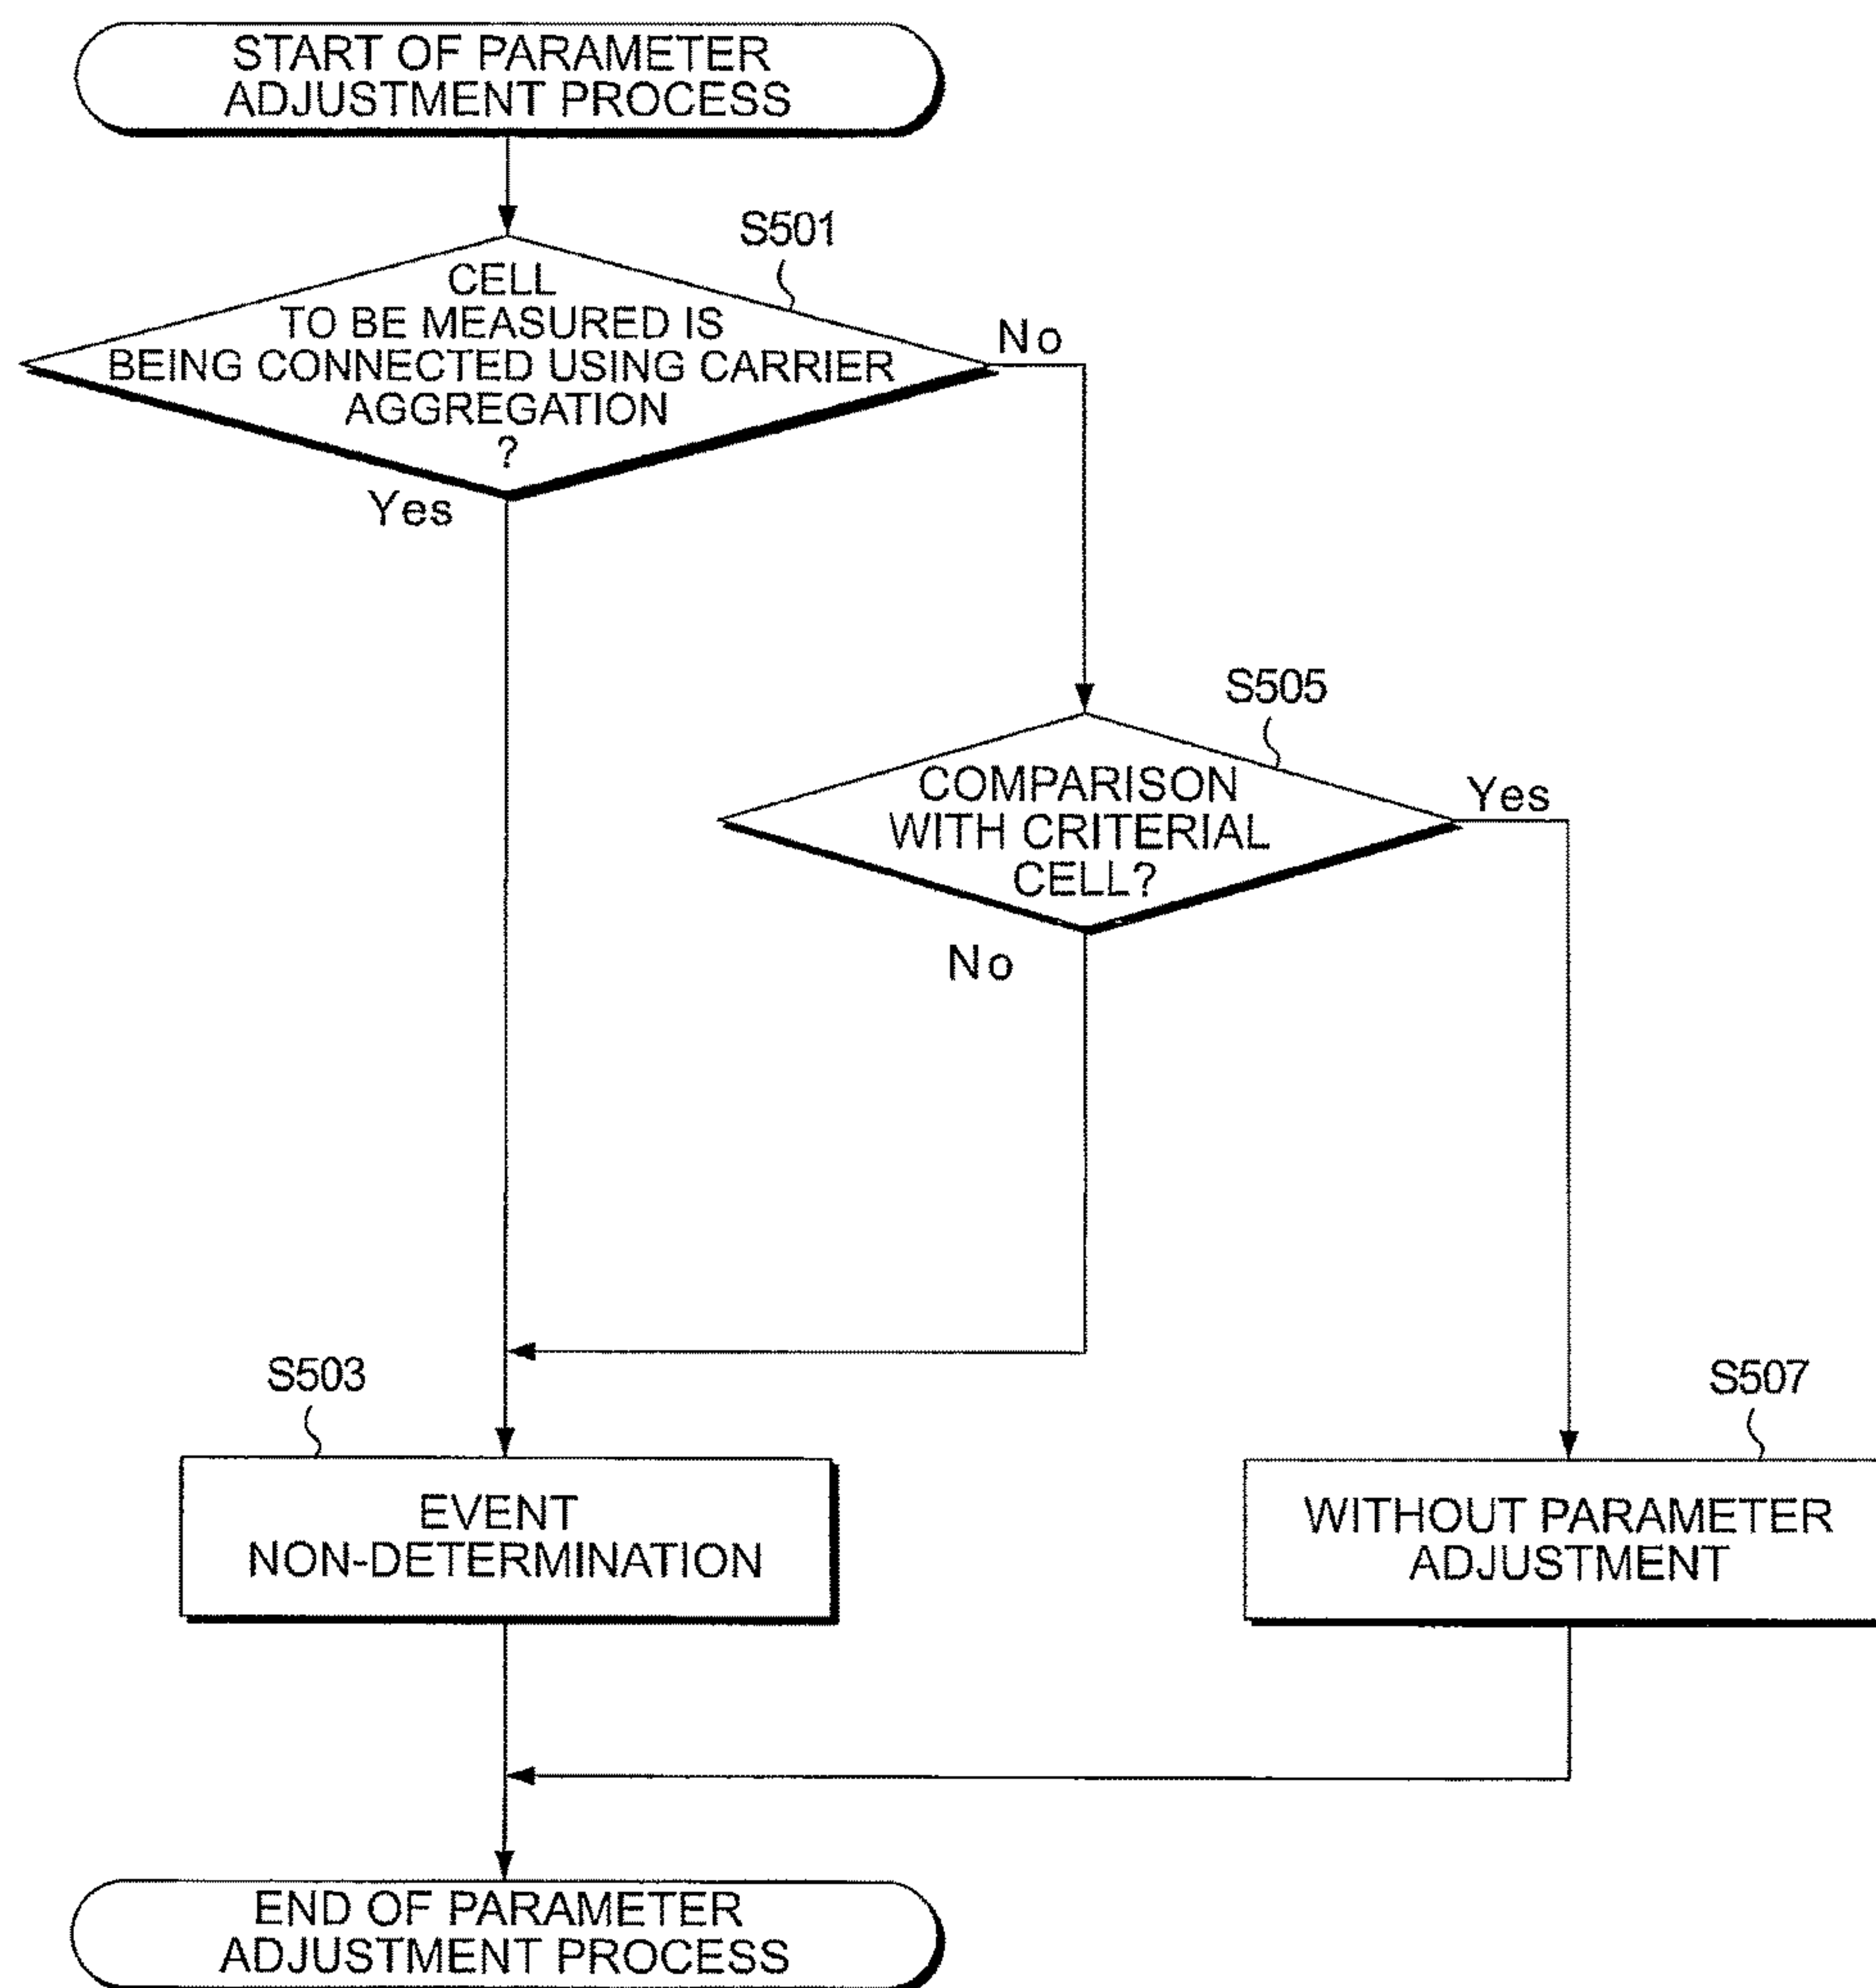 START OF PARAMETER
ADJUSTMENT PROCESS
S501
CELL
TO BE MEASURED IS
BEING CONNECTED USING CARRIER
AGGREGATION
?
No
Yes
S505
COMPARISON
WITH CRITERIAL
CELL?
Yes
No
S503
EVENT
NON-DETERMINATION
S507
WITHOUT PARAMETER
ADJUSTMENT
END OF PARAMETER
ADJUSTMENT PROCESS